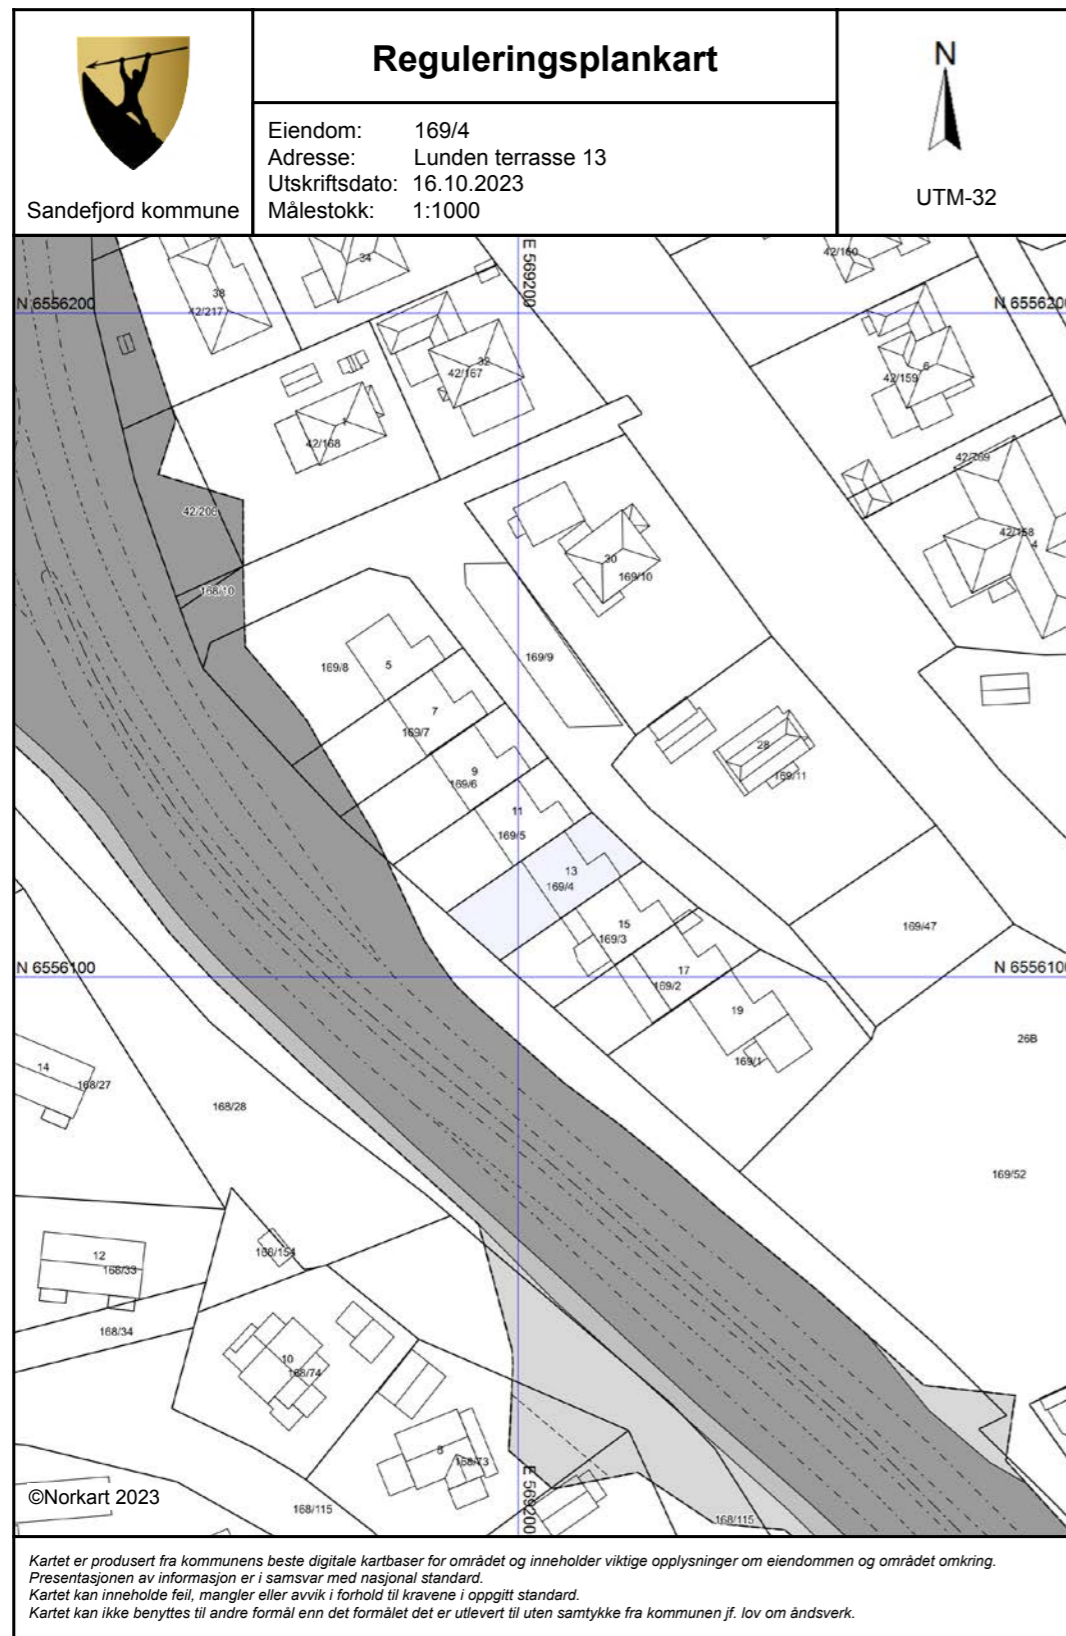 Reguleringsplankart
N
Eiendom: 169/4
Adresse: Lunden terrasse 13
Utskriftsdato: 16.10.2023
Målestokk: 1:1000
Sandefjord kommune
UTM-32
E 569200
34
42/160
38
42/217
N 6556200
N 6556200
32
42/167
6
42/159
1
42/168
42/769
42/206
42/158
4
30
169/10
168/10
169/9
169/8
5
7
169/7
28
169/11
9
169/6
11
169/5
13
169/4
15
169/3
169/47
17
169/2
N 6556100
N 6556100
19
169/1
26B
14
168/27
168/28
169/52
12
168/33
168/154
168/34
10
168/74
8
168/73
E 569200
©Norkart 2023
168/115
168/115
Kartet er produsert fra kommunens beste digitale kartbaser for området og inneholder viktige opplysninger om eiendommen og området omkring.
Presentasjonen av informasjon er i samsvar med nasjonal standard.
Kartet kan inneholde feil, mangler eller avvik i forhold til kravene i oppgitt standard.
Kartet kan ikke benyttes til andre formål enn det formålet det er utlevert til uten samtykke fra kommunen jf. lov om åndsverk.